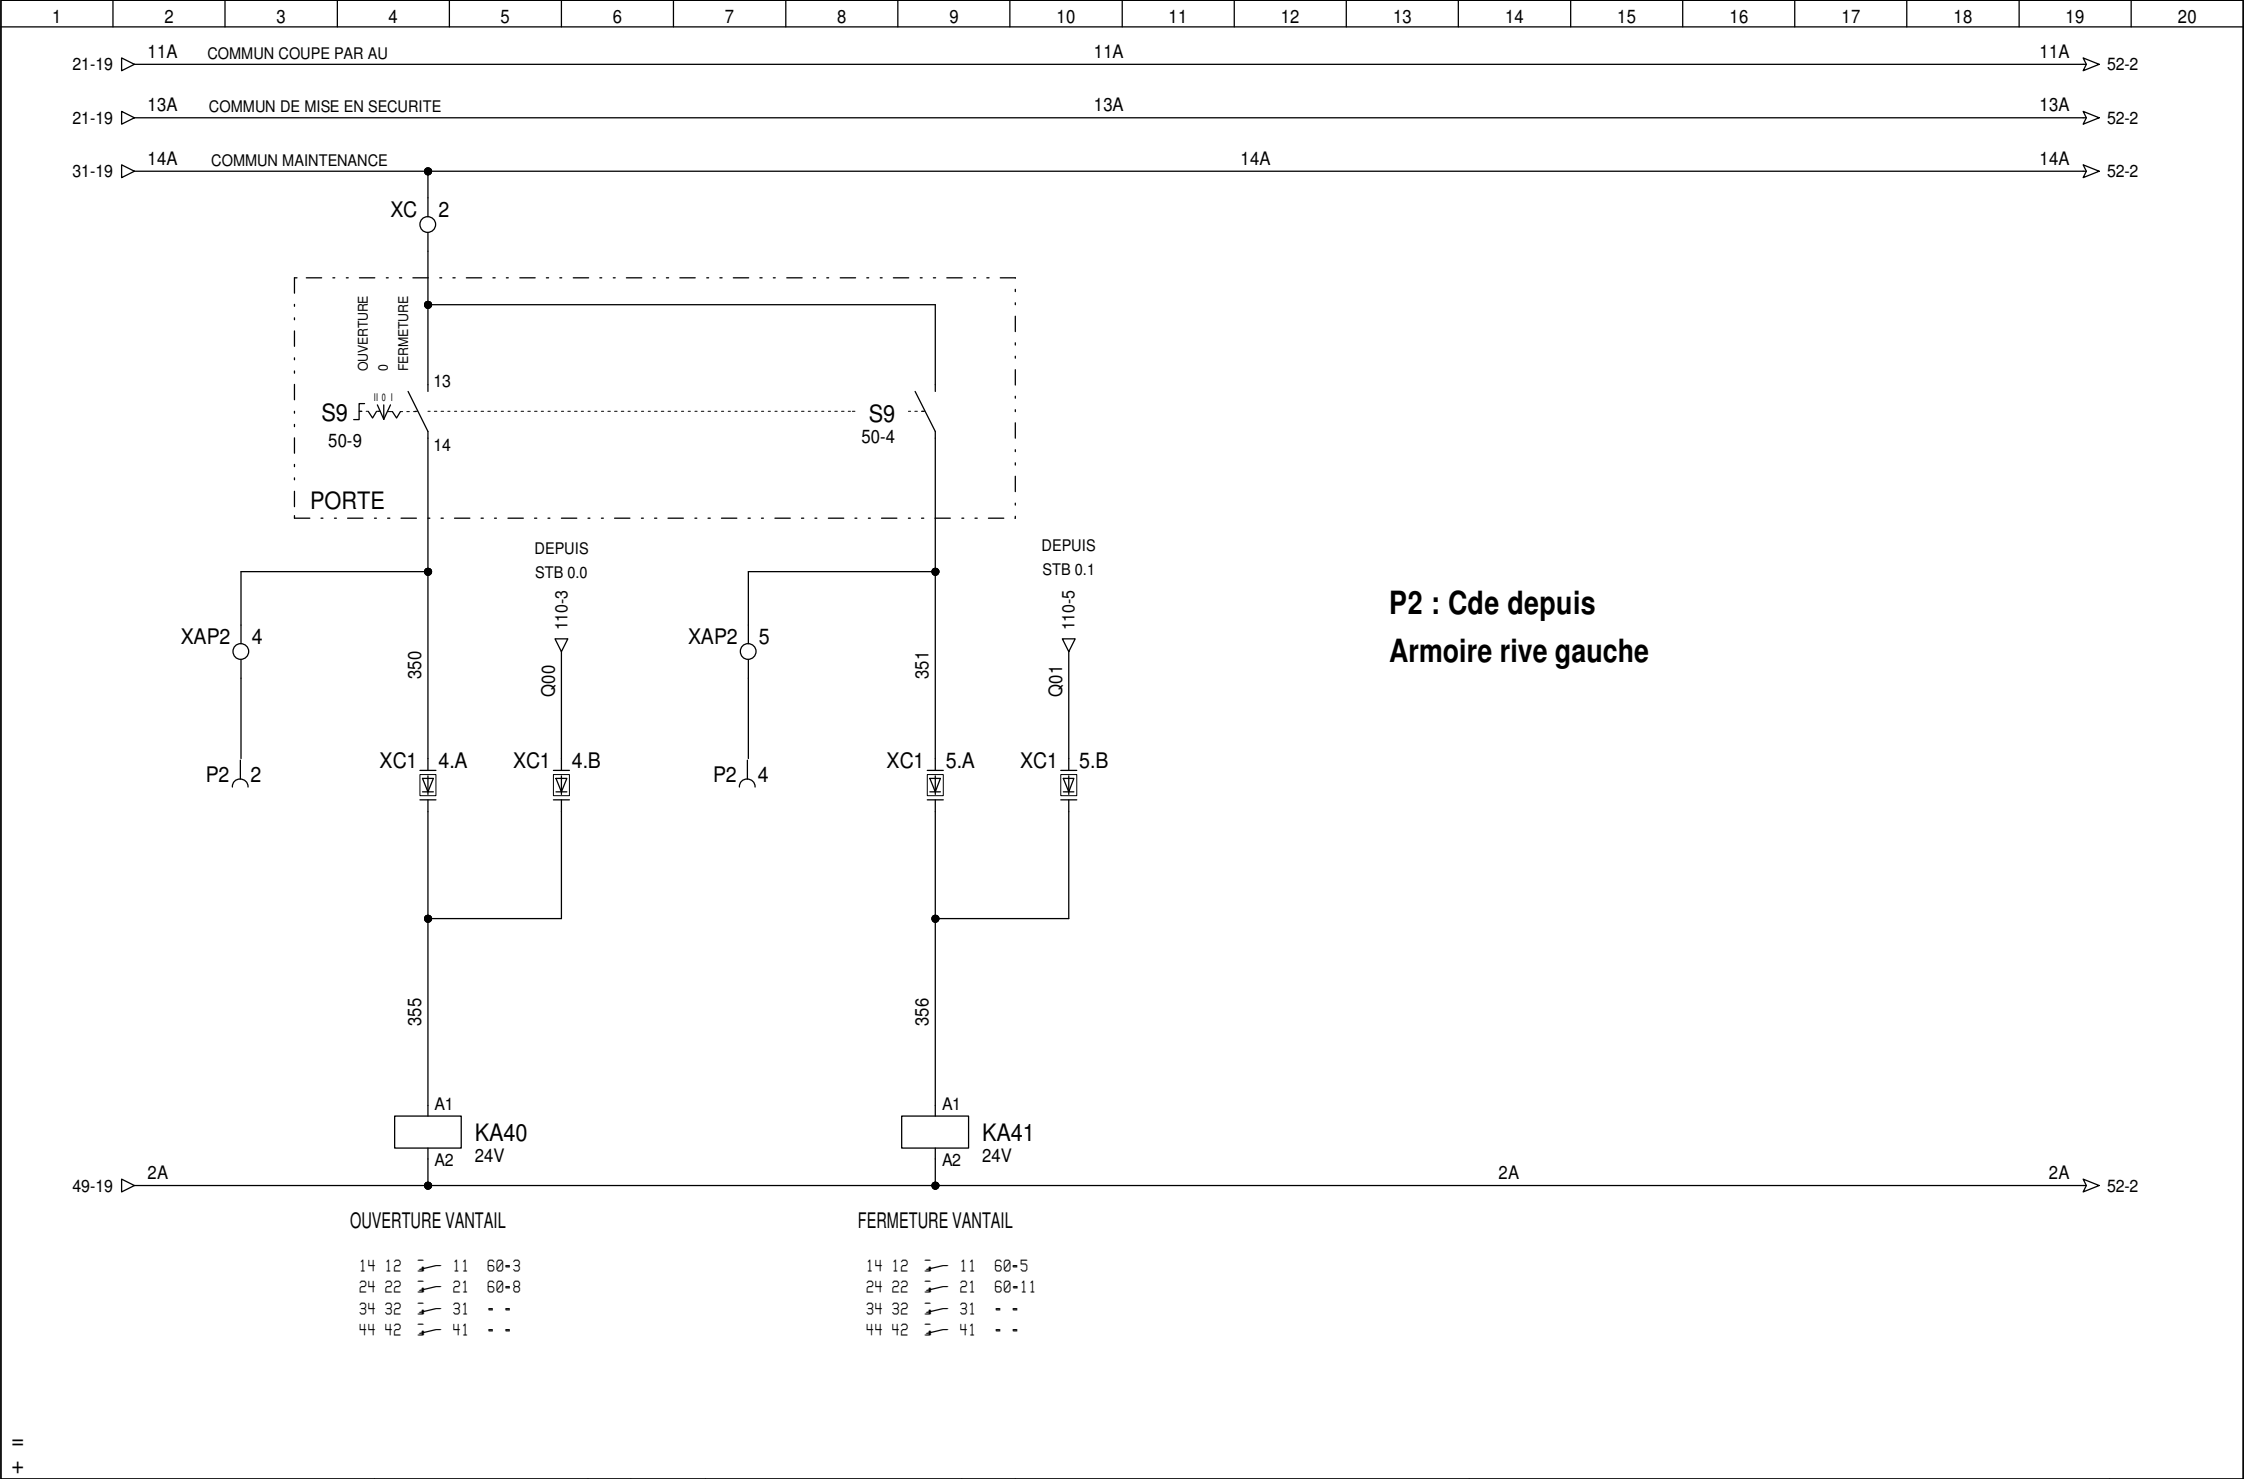 1 2 3 4 5 6 7 8 9 10 11 12 13 14 15 16 17 18 19 20
11A COMMUN COUPE PAR AU 11A 11A
21-19 52-2
13A COMMUN DE MISE EN SECURITE 13A 13A
21-19 52-2
14A COMMUN MAINTENANCE 14A 14A
31-19 52-2
XC 2
OUVERTURE
0
FERMETURE
13
II 0 I
S9 S9
50-9 14 50-4
PORTE
DEPUIS DEPUIS
STB 0.0 STB 0.1
110-3 110-5
P2 : Cde depuis
XAP2 4 XAP2 5
Armoire rive gauche
350 Q00 351 Q01
XC1 4.A XC1 4.B XC1 5.A XC1 5.B
P2 2 P2 4
355 356
A1 A1
KA40 KA41
A2 24V A2 24V
2A 2A 2A
49-19 52-2
OUVERTURE VANTAIL FERMETURE VANTAIL
14 12 11 60-3 14 12 11 60-5
24 22 21 60-8 24 22 21 60-11
34 32 31 - - 34 32 31 - -
44 42 41 - - 44 42 41 - -
=
+